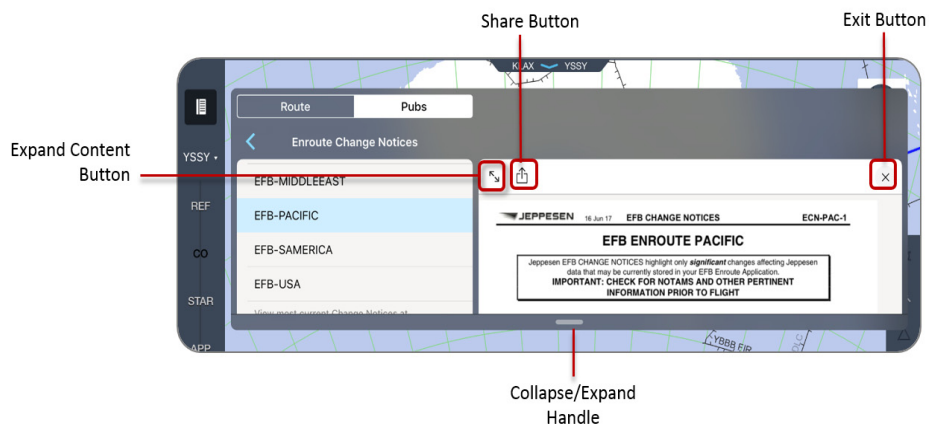 Share Button
Exit Button
KLAX YSSY
Route
Pubs
Enroute Change Notices
Expand Content
Button
YSSY
REF
CO
STAR
APP
EFB-MIDDLEEAST
EFB-PACIFIC
EFB-SAMERICA
EFB-USA
View most current Change Notices at
JEPPESEN 16 Jun 17 EFB CHANGE NOTICES ECN-PAC-1
EFB ENROUTE PACIFIC
Jeppesen EFB CHANGE NOTICES highlight only significant changes affecting Jeppesen
data that may be currently stored in your EFB Enroute Application.
IMPORTANT: CHECK FOR NOTAMS AND OTHER PERTINENT
INFORMATION PRIOR TO FLIGHT
YBBB FIR
Collapse/Expand
Handle